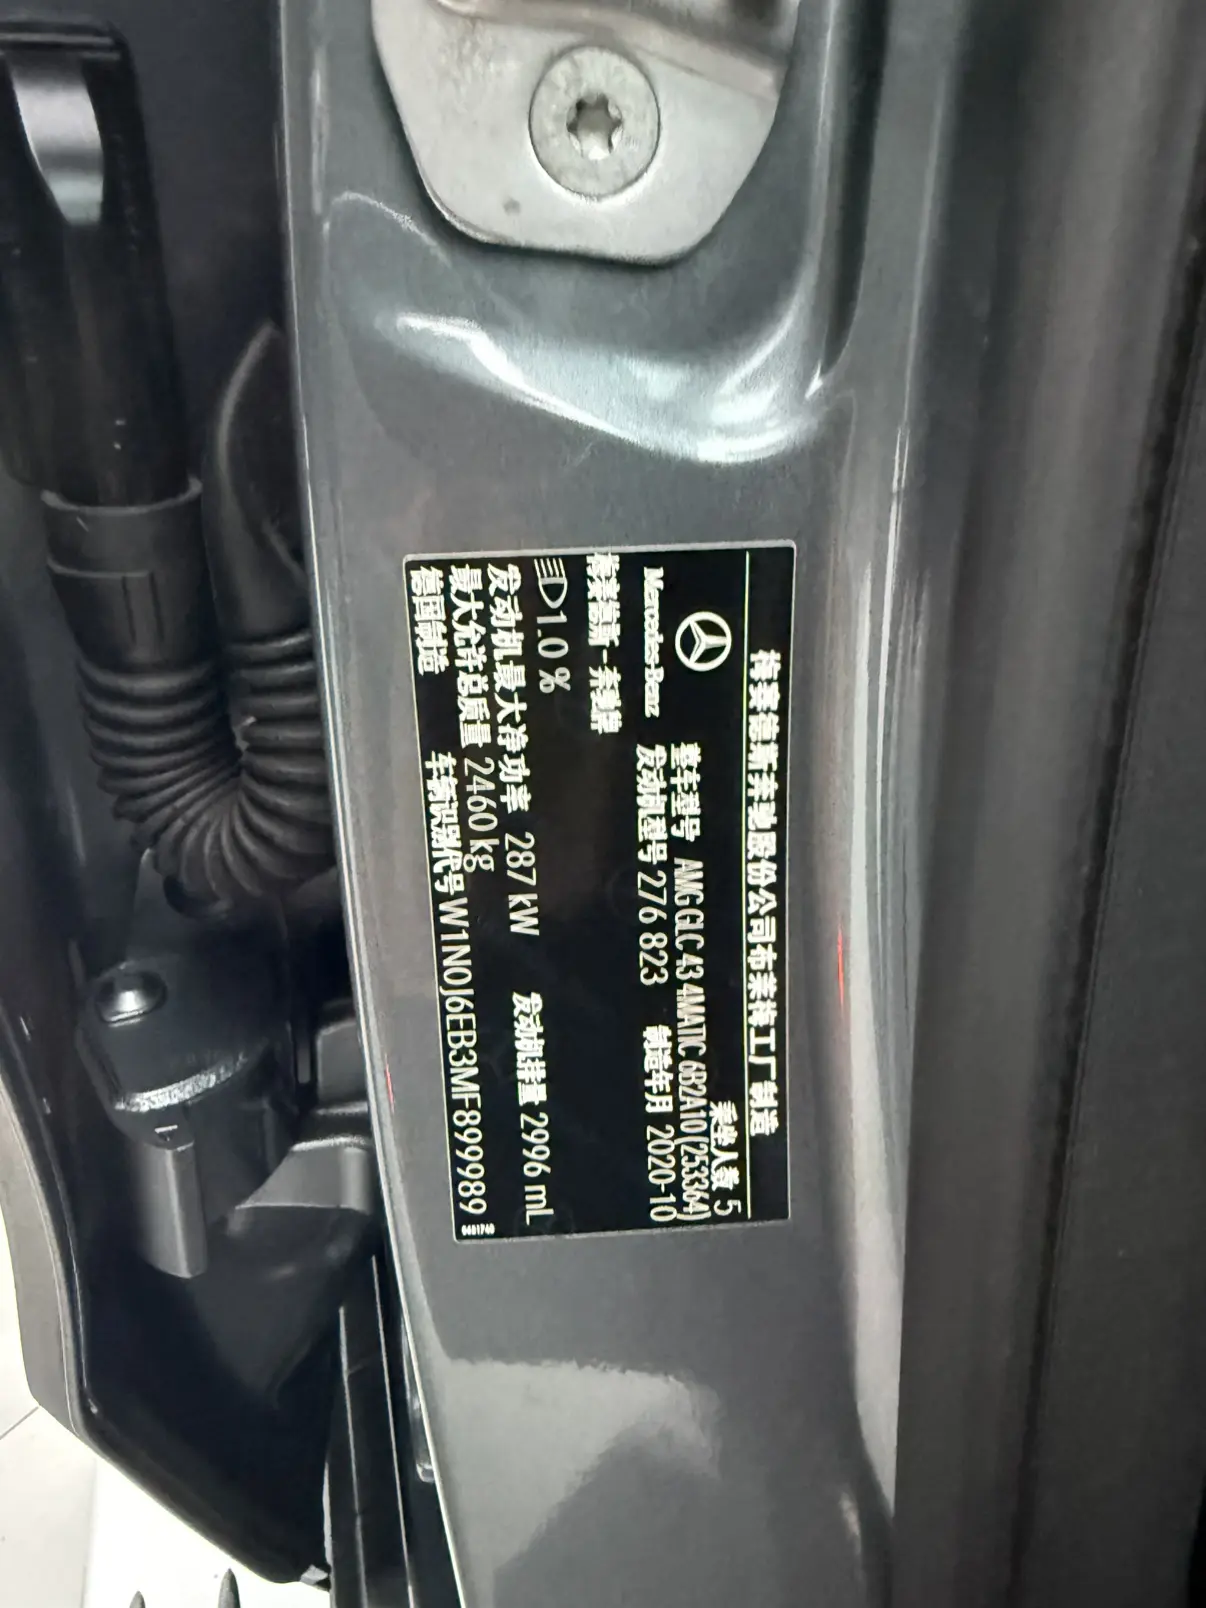 梅赛德斯奔驰股份公司布莱梅工厂制造
乘坐人数 5
Mercedes-Benz
整车型号 AMG GLC 43 4MATIC 6B2A10(253364)
发动机型号 276 823 制造年月 2020-10
梅赛德斯-奔驰牌
1.0 %
发动机最大净功率 287 kW 发动机排量 2996 mL
最大允许总质量 2460 kg
德国制造 车辆识别代号 W1N0J6EB3MF899989